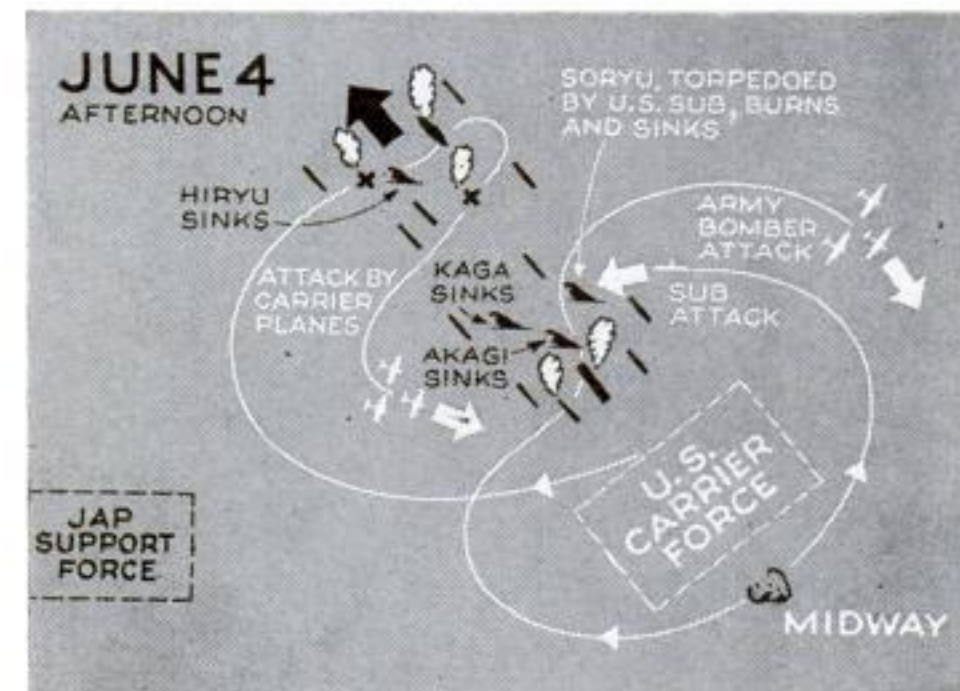 JUNE 4
AFTERNOON
SORYU, TORPEDOED
BY U.S. SUB, BURNS
AND SINKS
HIRYU
SINKS
ARMY
BOMBER
ATTACK
ATTACK BY
CARRIER
PLANES
KAGA
SINKS
SUB
ATTACK
AKAGI
SINKS
U.S.
CARRIER
FORCE
JAP
SUPPORT
FORCE
MIDWAY